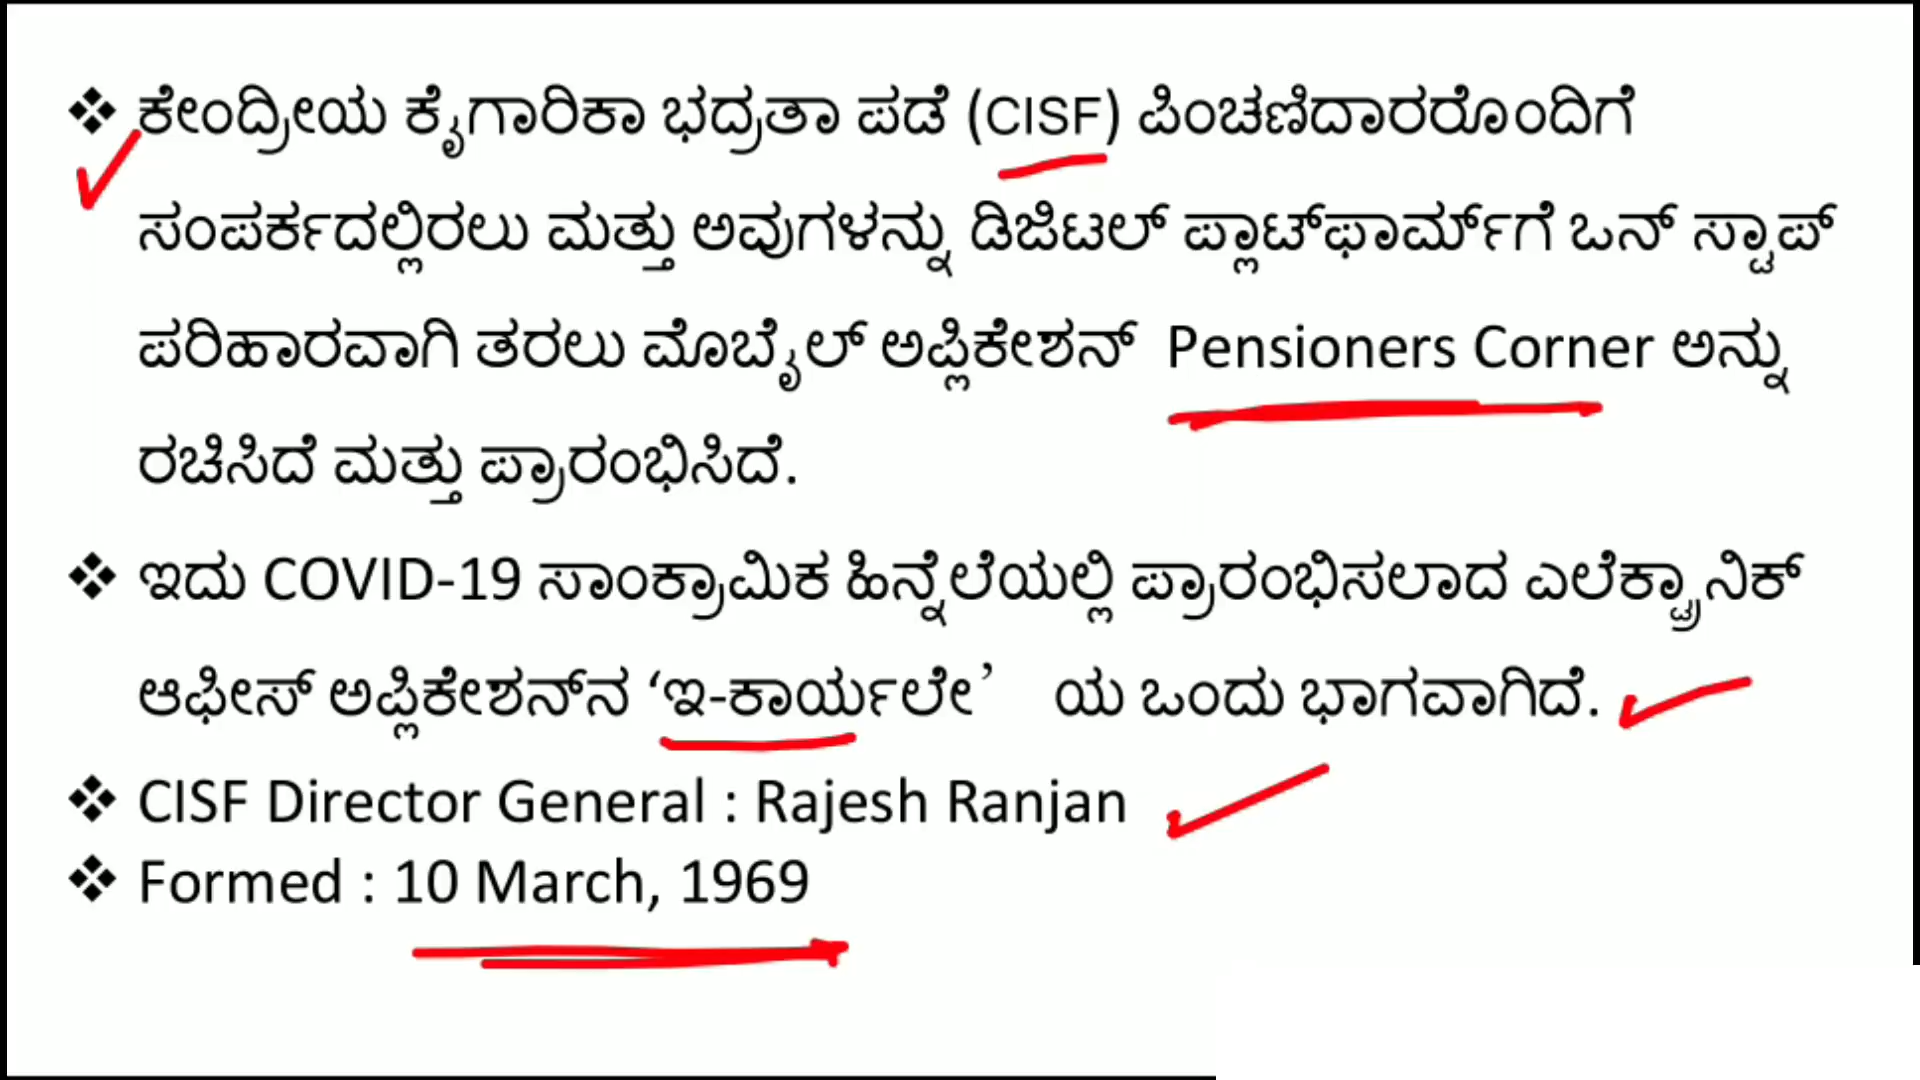 ❖ ಕೇಂದ್ರೀಯ ಕೈಗಾರಿಕಾ ಭದ್ರತಾ ಪಡೆ (CISF) ಪಿಂಚಣಿದಾರರೊಂದಿಗೆ
ಸಂಪರ್ಕದಲ್ಲಿರಲು ಮತ್ತು ಅವುಗಳನ್ನು ಡಿಜಿಟಲ್ ಪ್ಲಾಟ್‌ಫಾರ್ಮ್‌ಗೆ ಒನ್ ಸ್ಟಾಪ್
ಪರಿಹಾರವಾಗಿ ತರಲು ಮೊಬೈಲ್ ಅಪ್ಲಿಕೇಶನ್ Pensioners Corner ಅನ್ನು
ರಚಿಸಿದೆ ಮತ್ತು ಪ್ರಾರಂಭಿಸಿದೆ.
❖ ಇದು COVID-19 ಸಾಂಕ್ರಾಮಿಕ ಹಿನ್ನೆಲೆಯಲ್ಲಿ ಪ್ರಾರಂಭಿಸಲಾದ ಎಲೆಕ್ಟ್ರಾನಿಕ್
ಆಫೀಸ್ ಅಪ್ಲಿಕೇಶನ್‌ನ ‘ಇ-ಕಾರ್ಯಲೇ’ ಯ ಒಂದು ಭಾಗವಾಗಿದೆ.
❖ CISF Director General : Rajesh Ranjan
❖ Formed : 10 March, 1969